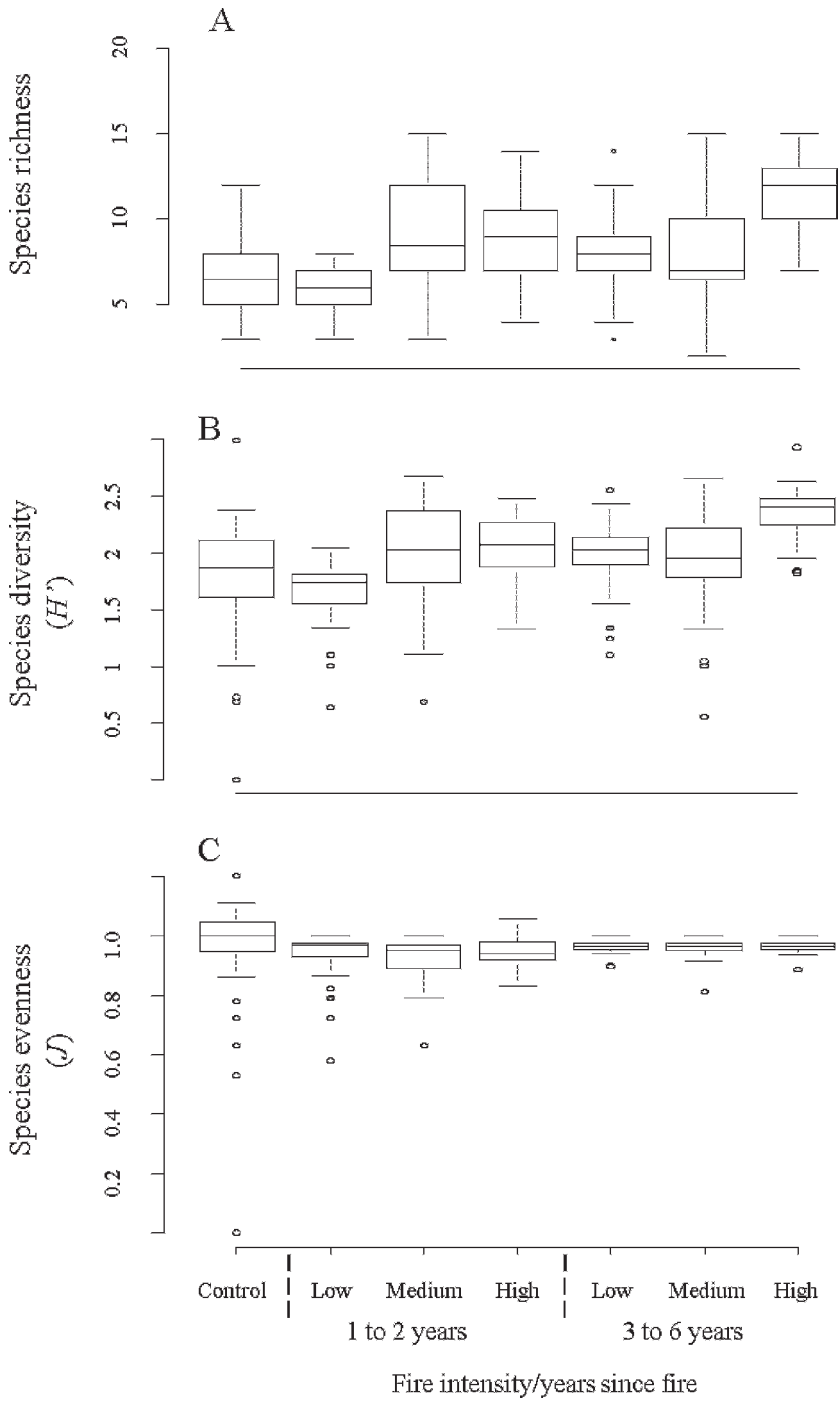 A
Species richness
20
15
10
5
B
Species diversity
(H’)
2.5
2
1.5
1
0.5
C
Species evenness
(J)
1.0
0.8
0.6
0.4
0.2
Control Low Medium High Low Medium High
1 to 2 years 3 to 6 years
Fire intensity/years since fire